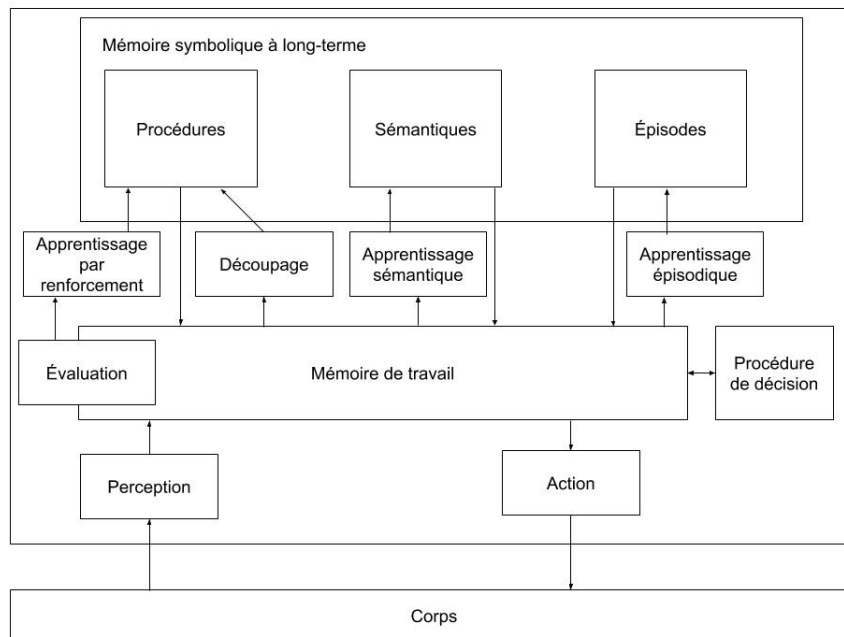 Mémoire symbolique à long-terme
Procédures
Sémantiques
Épisodes
Apprentissage
par
renforcement
Découpage
Apprentissage
sémantique
Apprentissage
épisodique
Évaluation
Mémoire de travail
Procédure
de décision
Perception
Action
Corps